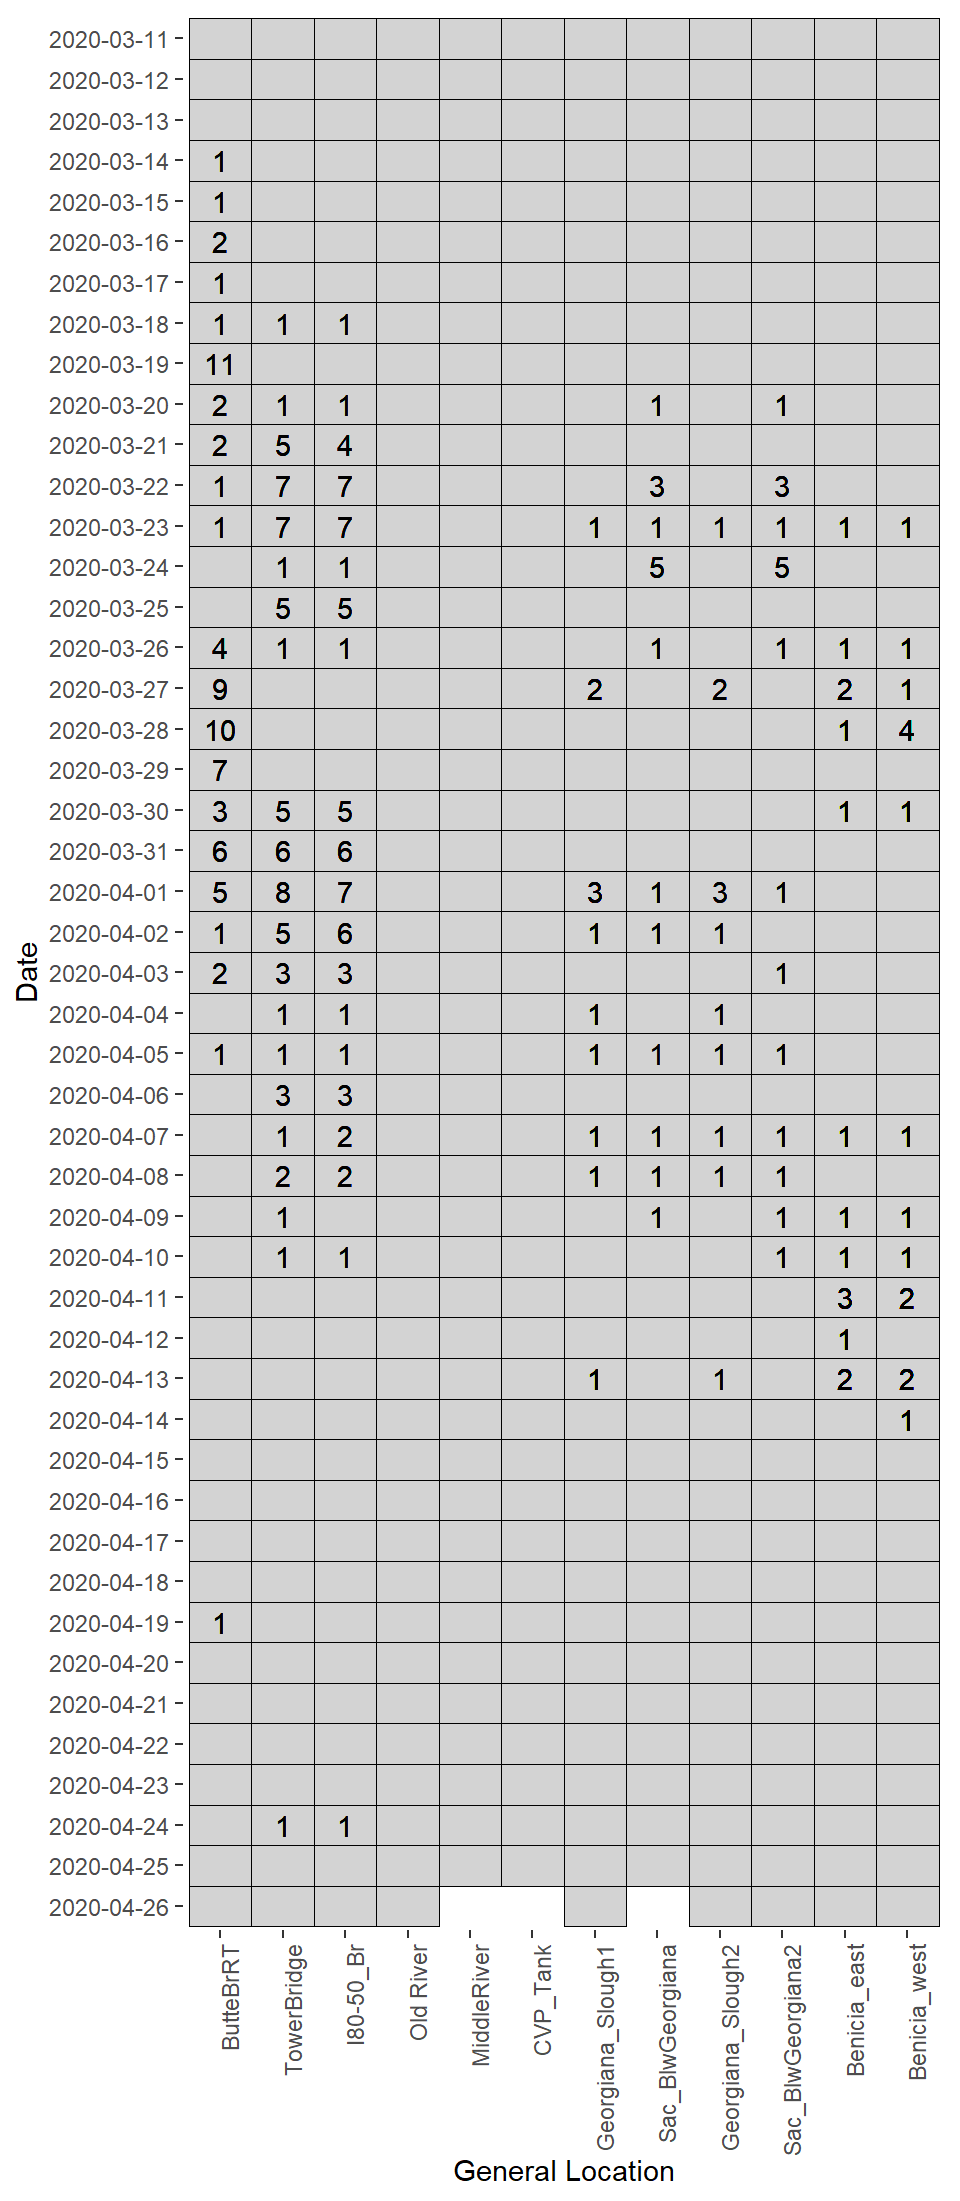 2020-03-11
2020-03-12
2020-03-13
2020-03-14 1
2020-03-15 1
2020-03-16 2
2020-03-17 1
2020-03-18 1 1 1
2020-03-19 11
2020-03-20 2 1 1 1 1
2020-03-21 2 5 4
2020-03-22 1 7 7 3 3
2020-03-23 1 7 7 1 1 1 1 1 1
2020-03-24 1 1 5 5
2020-03-25 5 5
2020-03-26 4 1 1 1 1 1 1
2020-03-27 9 2 2 2 1
2020-03-28 10 1 4
2020-03-29 7
2020-03-30 3 5 5 1 1
2020-03-31 6 6 6
2020-04-01 5 8 7 3 1 3 1
2020-04-02 1 5 6 1 1 1
2020-04-03 2 3 3 1
2020-04-04 1 1 1 1
2020-04-05 1 1 1 1 1 1 1
2020-04-06 3 3
2020-04-07 1 2 1 1 1 1 1 1
2020-04-08 2 2 1 1 1 1
2020-04-09 1 1 1 1 1
2020-04-10 1 1 1 1 1
2020-04-11 3 2
2020-04-12 1
2020-04-13 1 1 2 2
2020-04-14 1
2020-04-15
2020-04-16
2020-04-17
2020-04-18
2020-04-19 1
2020-04-20
2020-04-21
2020-04-22
2020-04-23
2020-04-24 1 1
2020-04-25
2020-04-26
Date
ButteBrRT
TowerBridge
I80-50_Br
Old River
MiddleRiver
CVP_Tank
Georgiana_Slough1
Sac_BlwGeorgiana
Georgiana_Slough2
Sac_BlwGeorgiana2
Benicia_east
Benicia_west
General Location